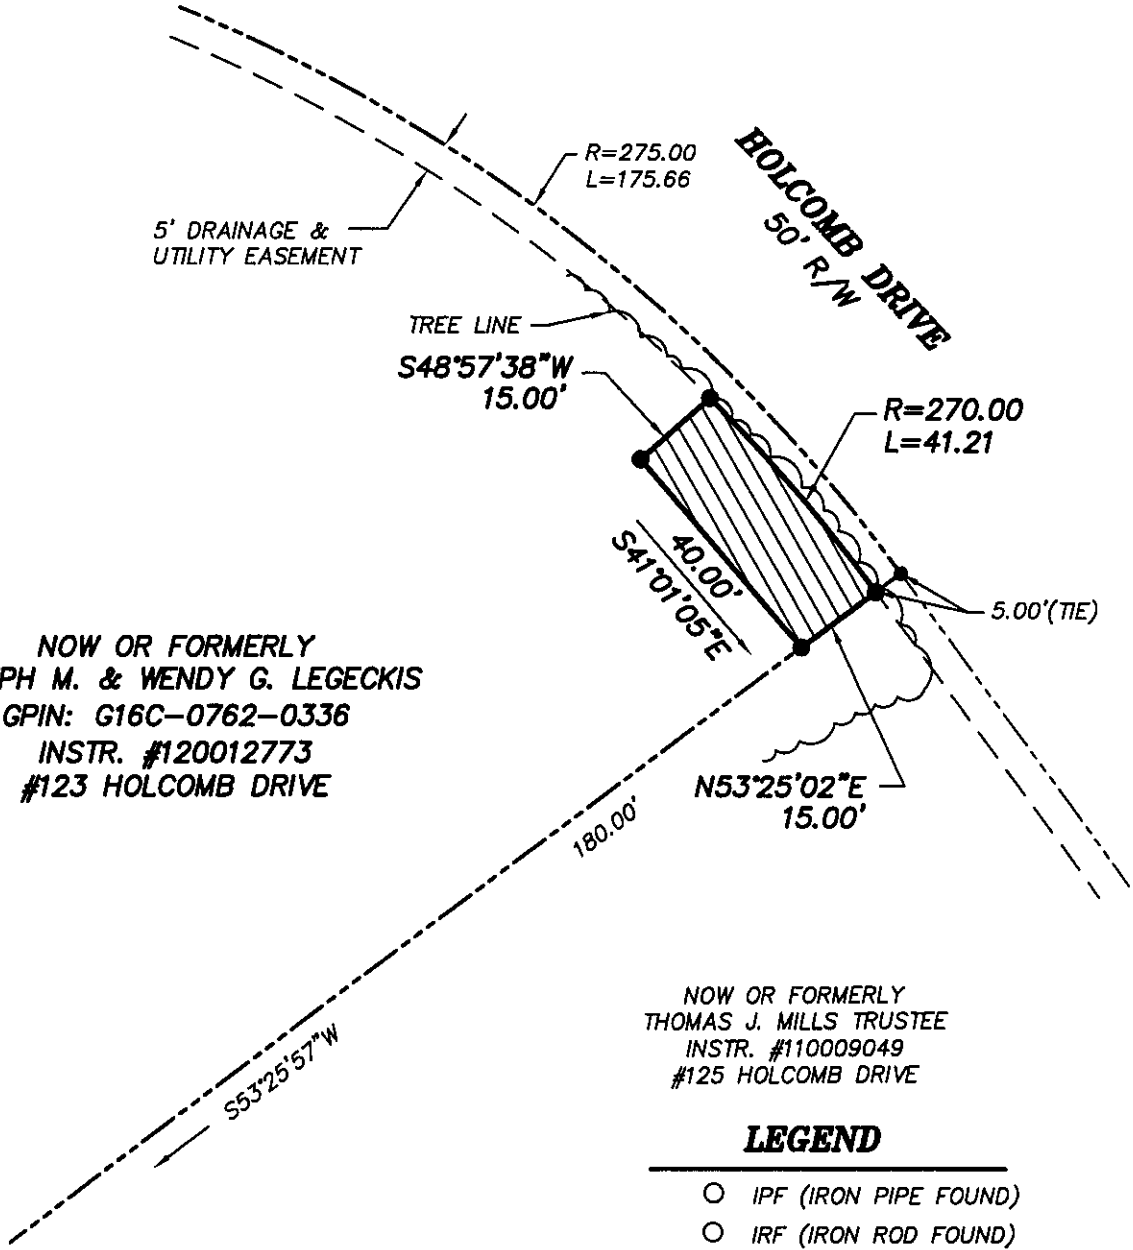 R=275.00
L=175.66
HOLCOMB DRIVE
50' R/W
5' DRAINAGE &
UTILITY EASEMENT
TREE LINE
S48°57'38"W
15.00'
R=270.00
L=41.21
40.00'
S41°01'05"E
5.00'(TIE)
NOW OR FORMERLY
PH M. & WENDY G. LEGECKIS
GPIN: G16C-0762-0336
INSTR. #120012773
#123 HOLCOMB DRIVE
N53°25'02"E
15.00'
180.00'
S53°25'57"W
NOW OR FORMERLY
THOMAS J. MILLS TRUSTEE
INSTR. #110009049
#125 HOLCOMB DRIVE
LEGEND
IPF (IRON PIPE FOUND)
IRF (IRON ROD FOUND)